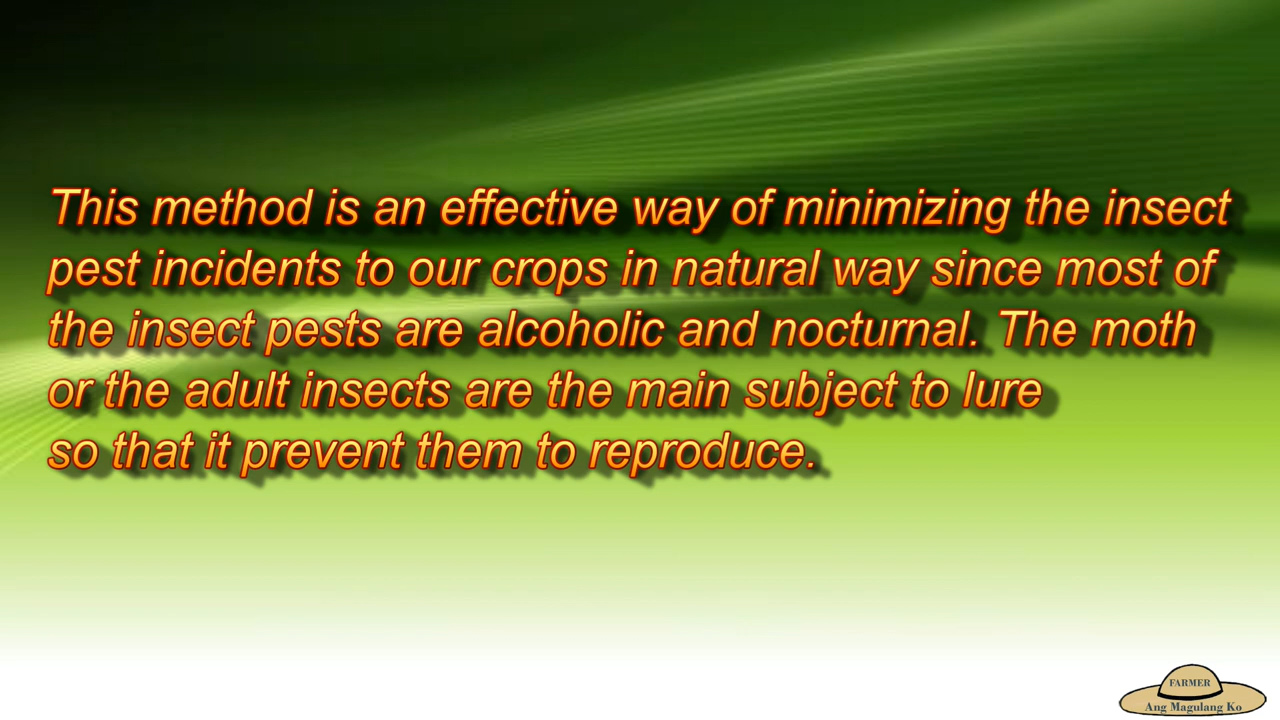 This method is an effective way of minimizing the insect
pest incidents to our crops in natural way since most of
the insect pests are alcoholic and nocturnal. The moth
or the adult insects are the main subject to lure
so that it prevent them to reproduce.
FARMER
Ang Magulang Ko